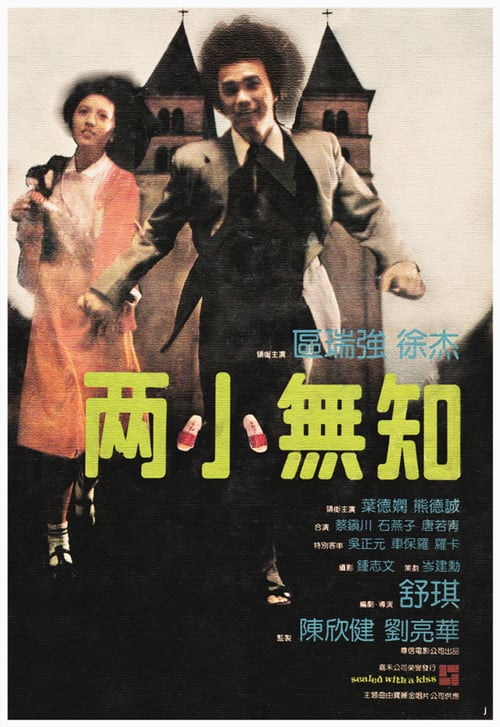 領銜主演 區瑞強 徐杰
两小無知
領銜主演 葉德嫻 熊德誠
合演 蔡鎮川 石燕子 唐若青
特別客串 吳正元 車保羅 羅卡
攝影 鍾志文 策劃 岑建勳
編劇·導演 舒琪
監製 陳欣健 劉亮華
尊信電影公司出品
嘉禾公司榮譽發行
sealed with a kiss
主題曲由寶麗金唱片公司供應
J